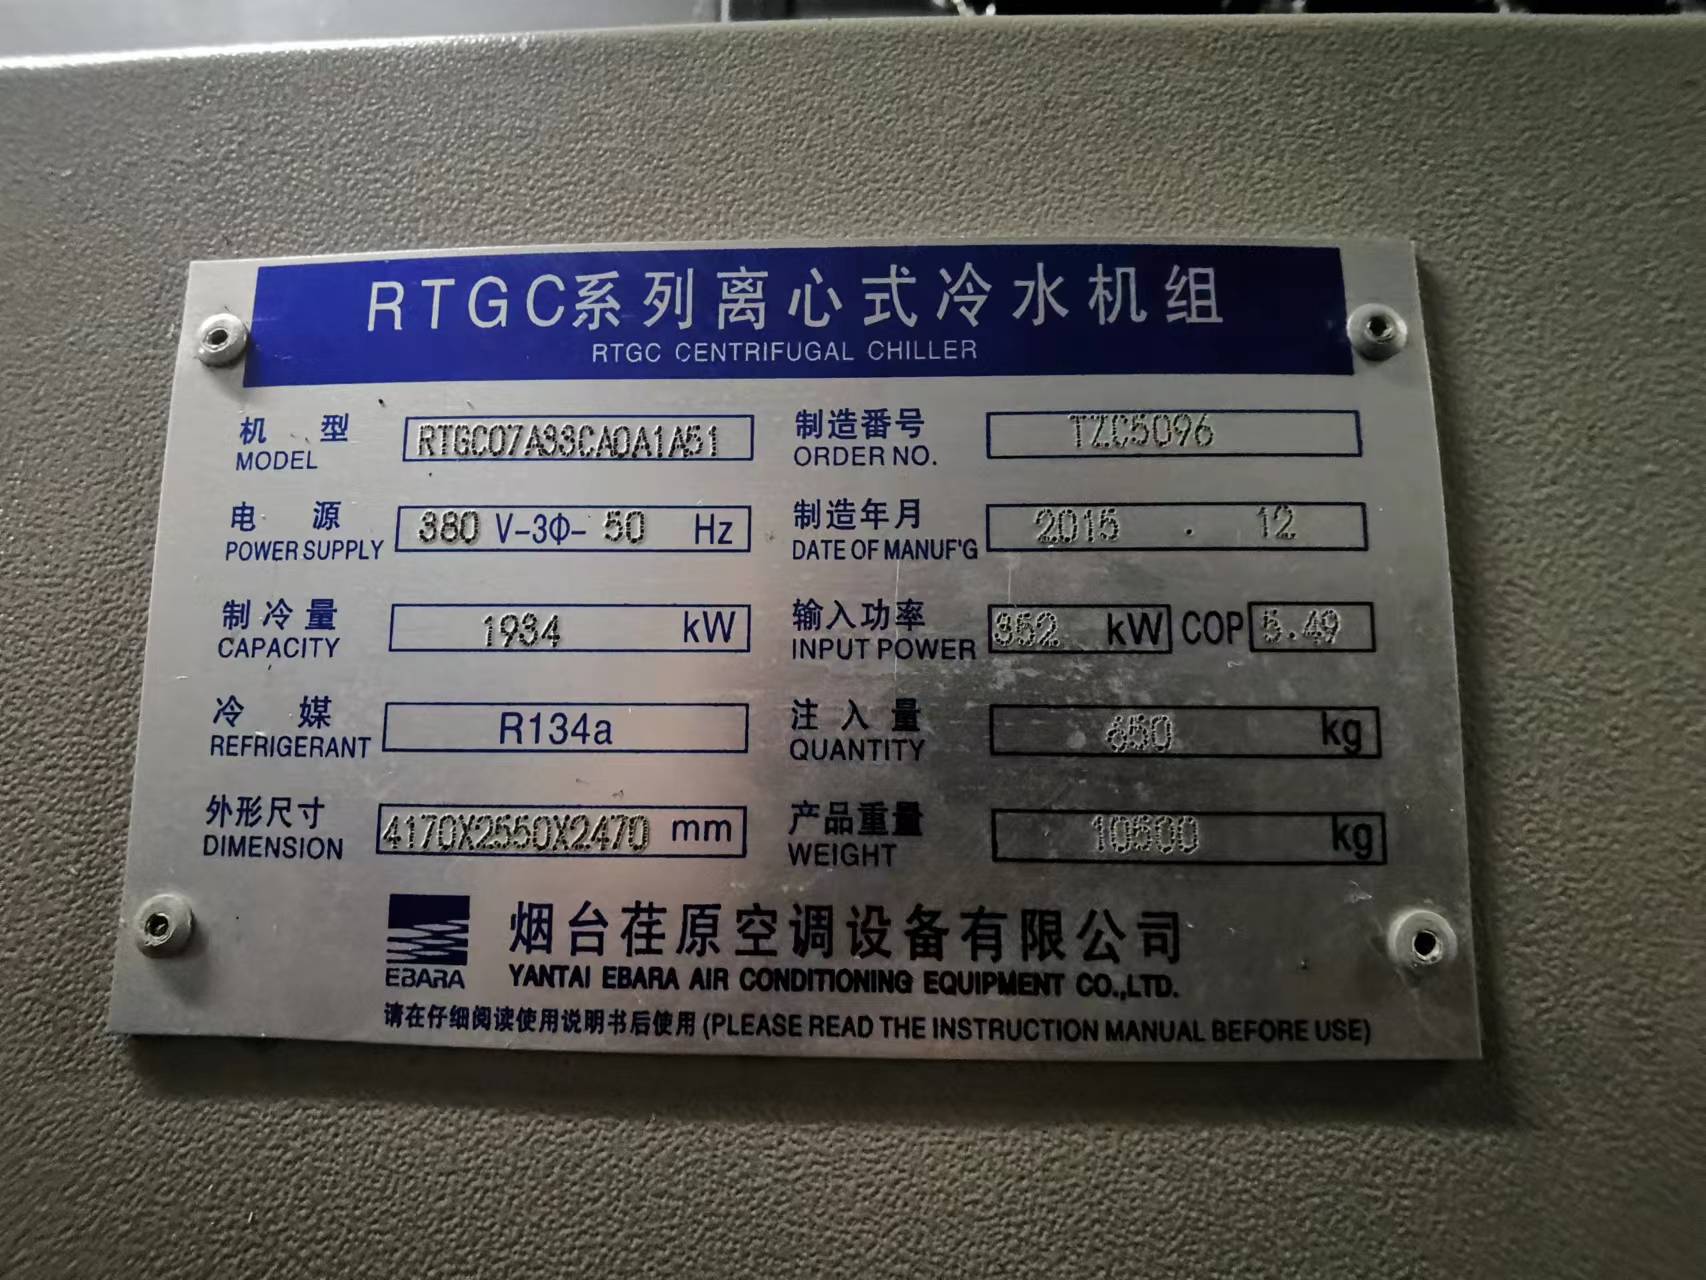 RTGC系列离心式冷水机组
RTGC CENTRIFUGAL CHILLER
机 型 RTGC07A33CA0A1A51 制造番号 TZC5096
MODEL ORDER NO.
电 源 380 V-3Φ- 50 Hz 制造年月 2015 . 12
POWER SUPPLY DATE OF MANUF'G
制冷量 1934 kW 输入功率 352 kW COP 5.49
CAPACITY INPUT POWER
冷 媒 R134a 注入量 650 kg
REFRIGERANT QUANTITY
外形尺寸 4170X2550X2470 mm 产品重量 10500 kg
DIMENSION WEIGHT
烟台荏原空调设备有限公司
EBARA YANTAI EBARA AIR CONDITIONING EQUIPMENT CO.,LTD.
请在仔细阅读使用说明书后使用 (PLEASE READ THE INSTRUCTION MANUAL BEFORE USE)